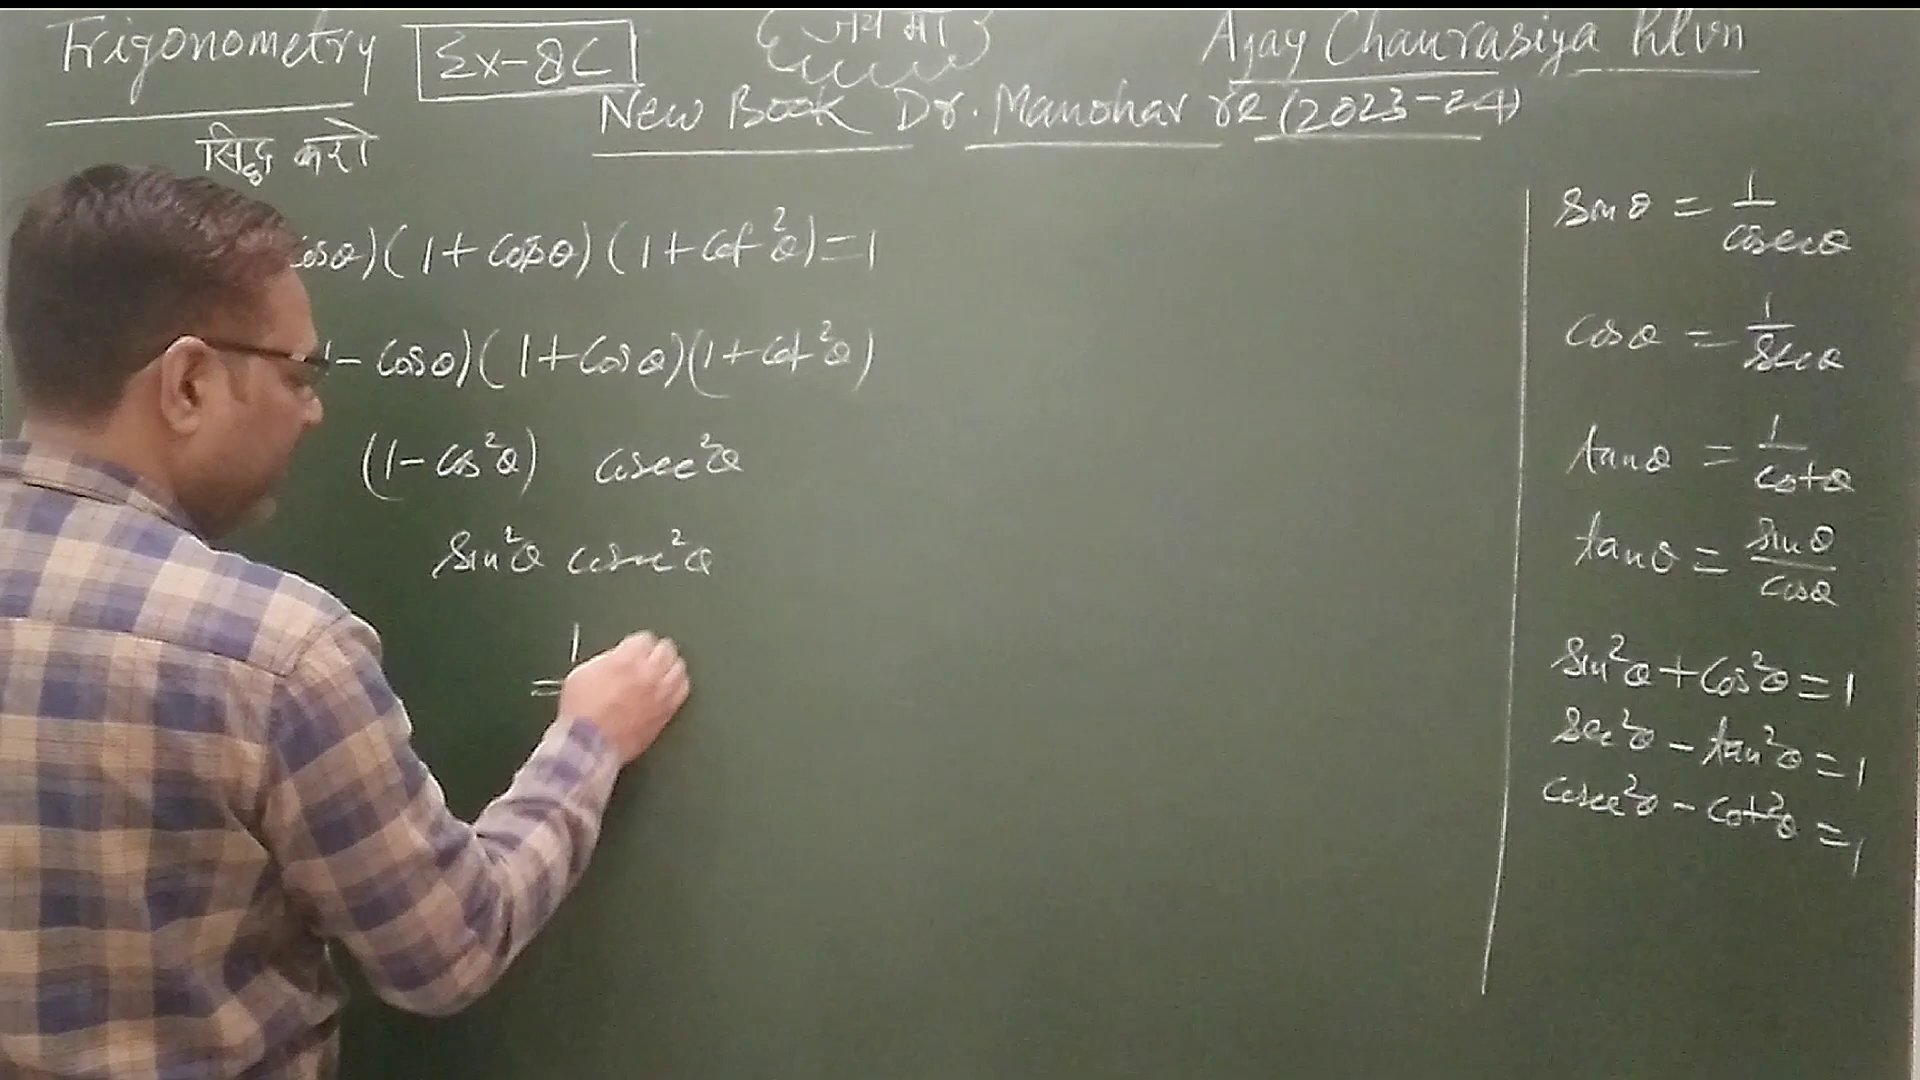 Trigonometry Ex-8C जय माँ Ajay Chaurasiya
New Book Dr. Manohar re (2023-24)
सिद्ध करो
cosθ)(1+cosθ)(1+cot²θ)=1
1-cosθ)(1+cosθ)(1+cot²θ)
(1-cos²θ) cosec²θ
sin²θ cosec²θ
= 1
sinθ = 1/cosecθ
cosθ = 1/secθ
tanθ = 1/cotθ
tanθ = sinθ/cosθ
sin²θ+cos²θ=1
sec²θ-tan²θ=1
cosec²θ-cot²θ=1